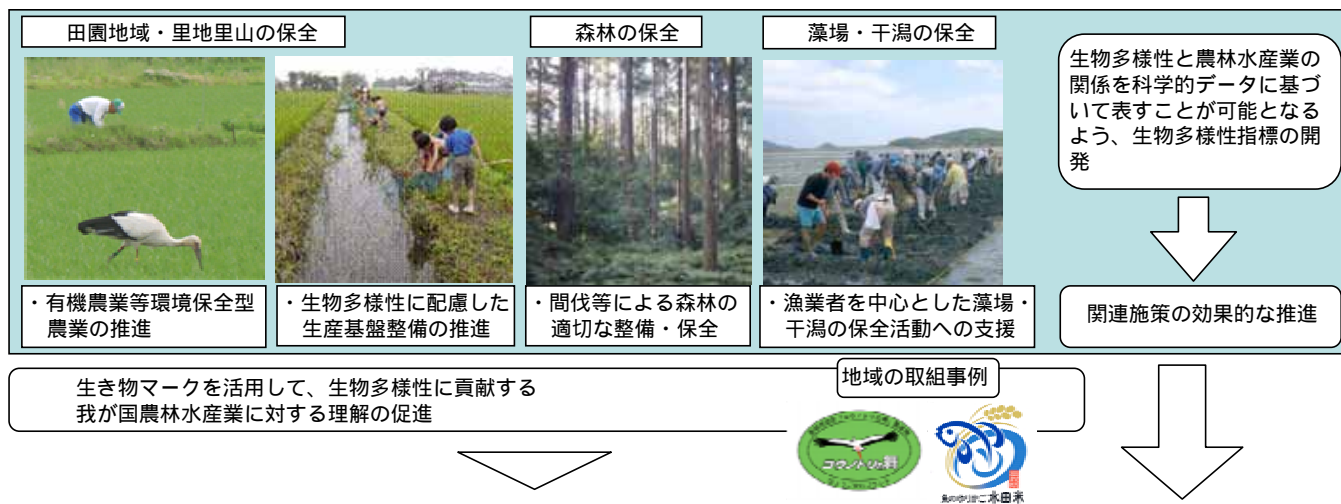 田園地域・里地里山の保全
森林の保全
藻場・干潟の保全
・有機農業等環境保全型
農業の推進
・生物多様性に配慮した
生産基盤整備の推進
・間伐等による森林の
適切な整備・保全
・漁業者を中心とした藻場・
干潟の保全活動への支援
生物多様性と農林水産業の
関係を科学的データに基づ
いて表すことが可能となる
よう、生物多様性指標の開
発
関連施策の効果的な推進
生き物マークを活用して、生物多様性に貢献する
我が国農林水産業に対する理解の促進
地域の取組事例
コウノトリの舞
魚のゆりかご水田米